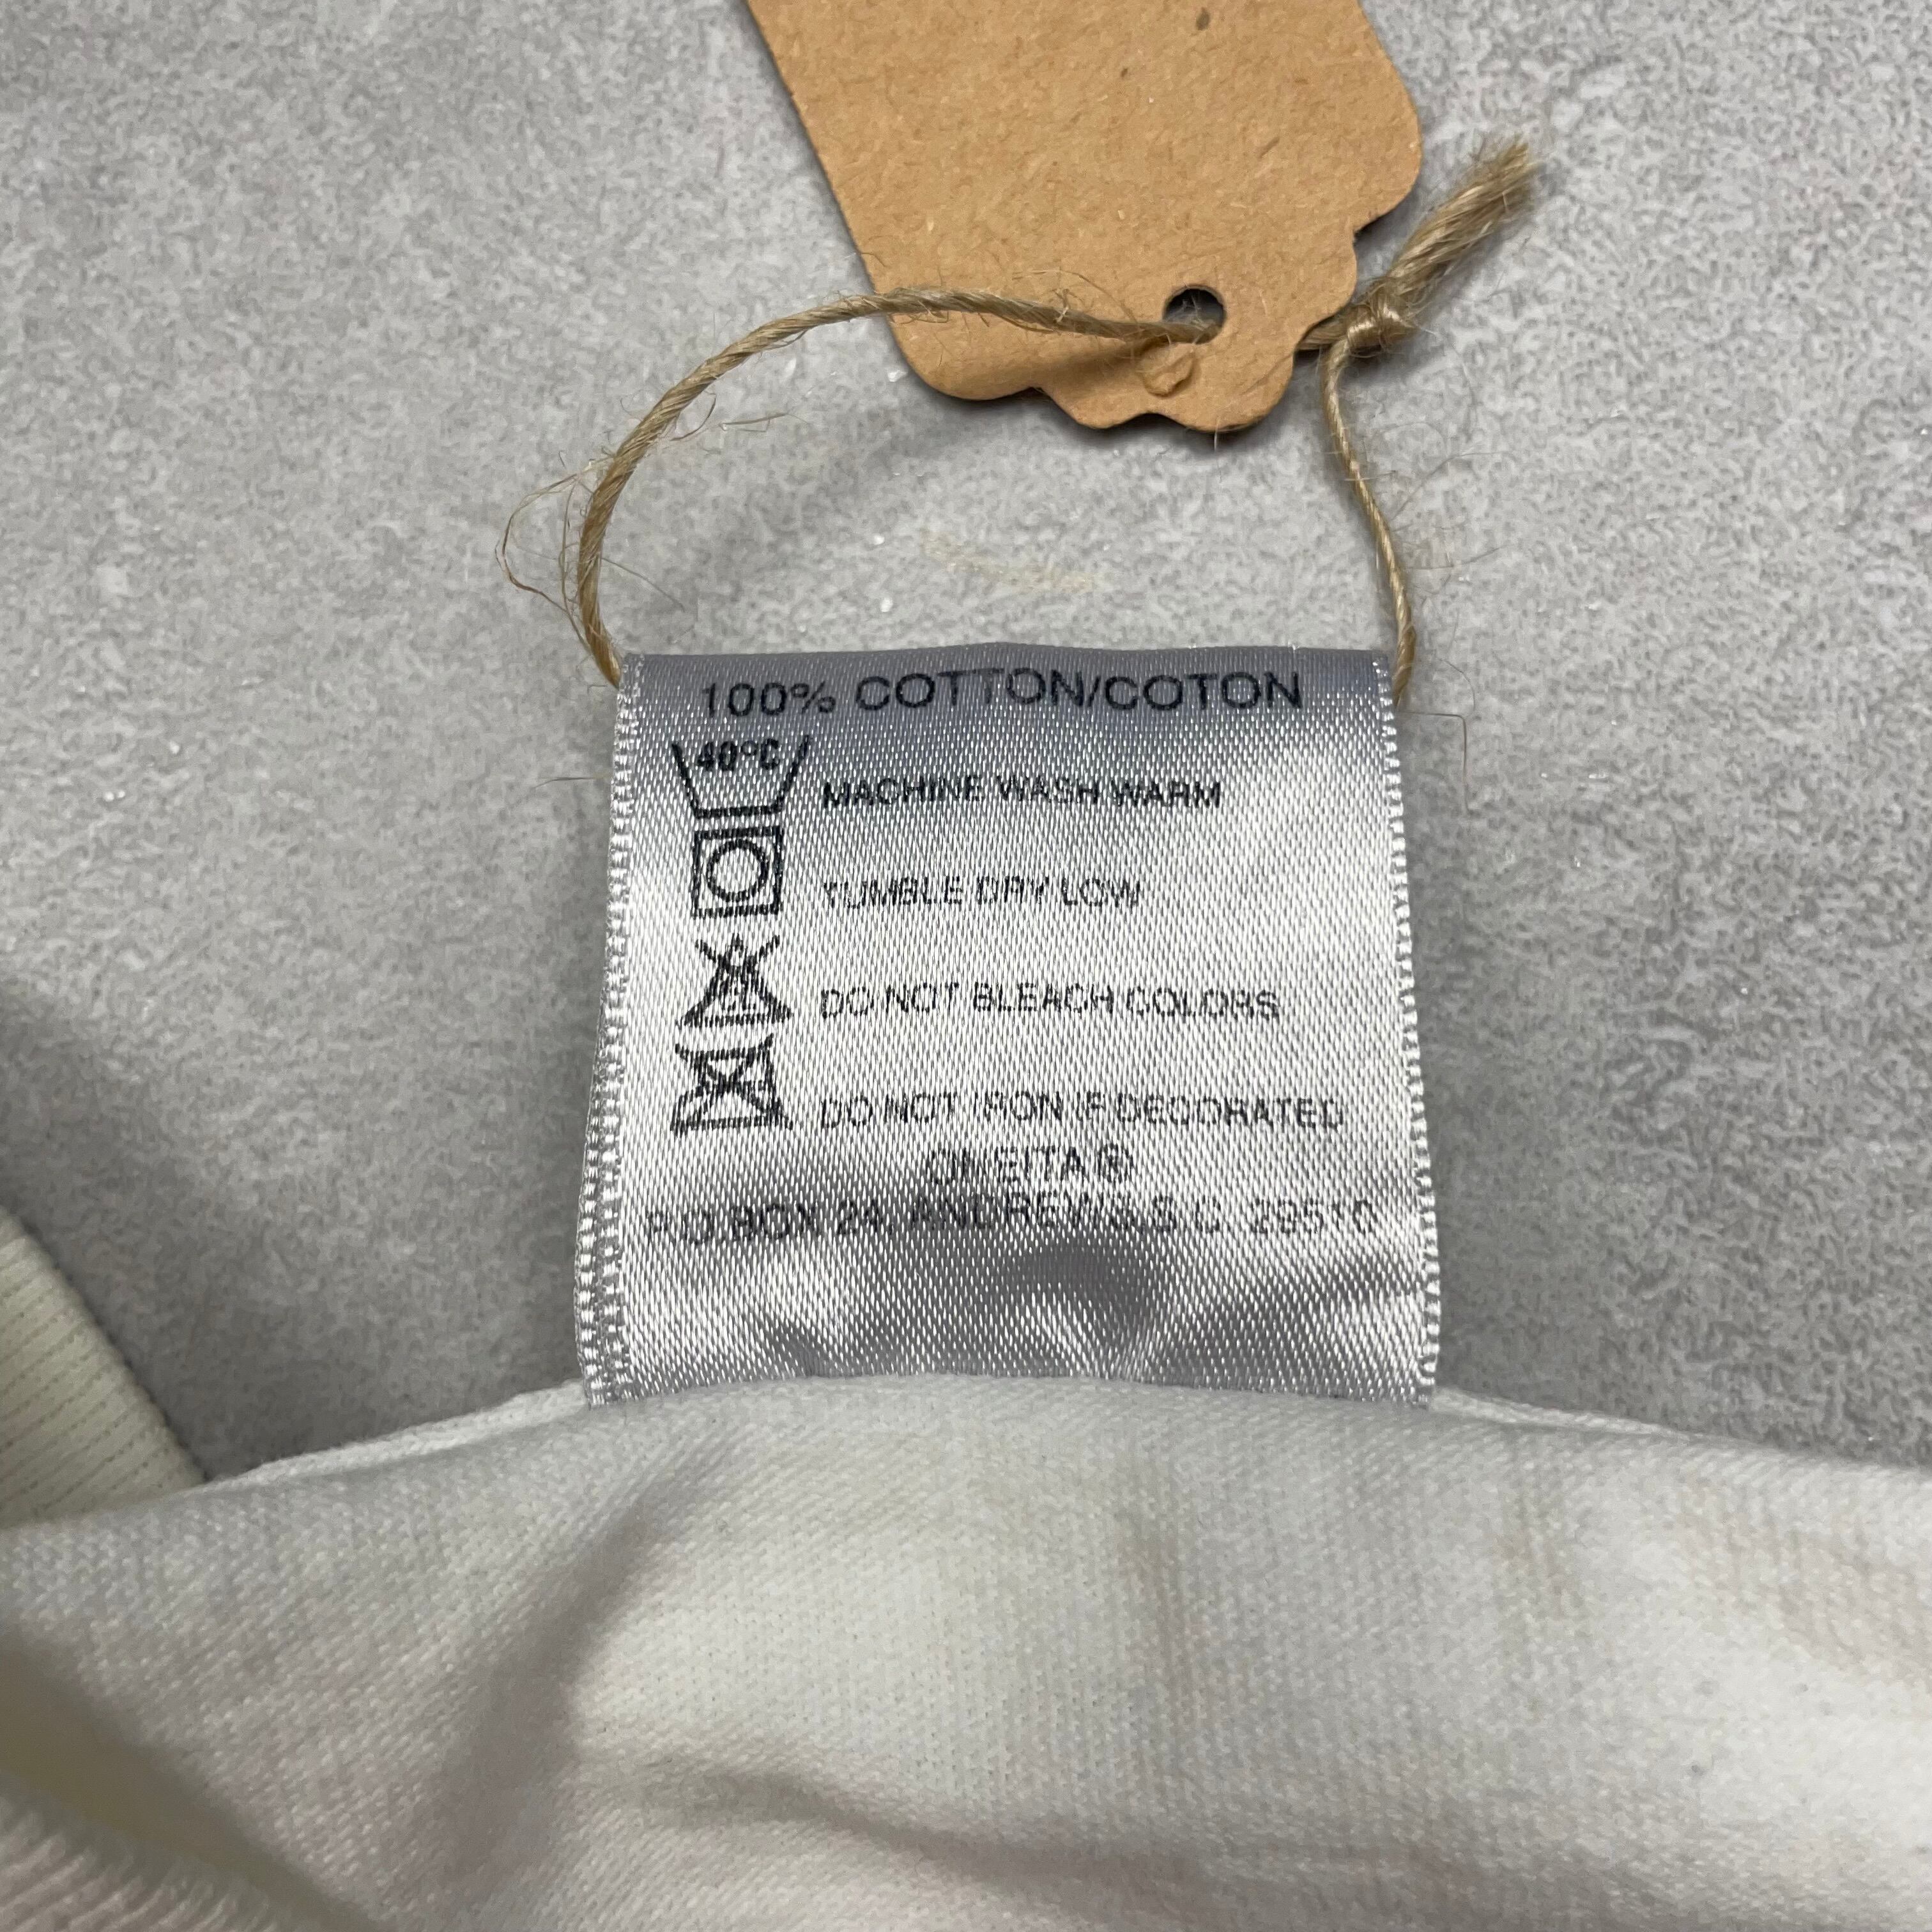 100% COTTON/COTON
40°C
MACHINE WASH WARM
TUMBLE DRY LOW
DO NOT BLEACH COLORS
DO NOT IRON IF DECORATED
ONEITA®
P.O. BOX 24, ANDREWS, S.C. 29510